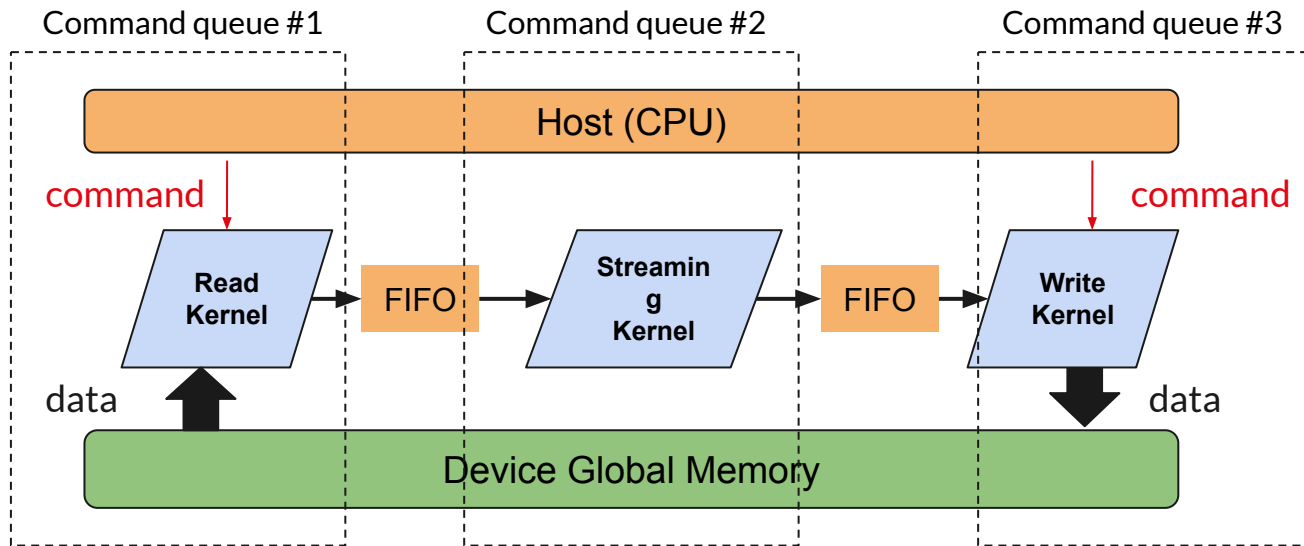 Command queue #1
Command queue #2
Command queue #3
Host (CPU)
command
command
Read
Kernel
FIFO
Streamin
g
Kernel
FIFO
Write
Kernel
data
data
Device Global Memory